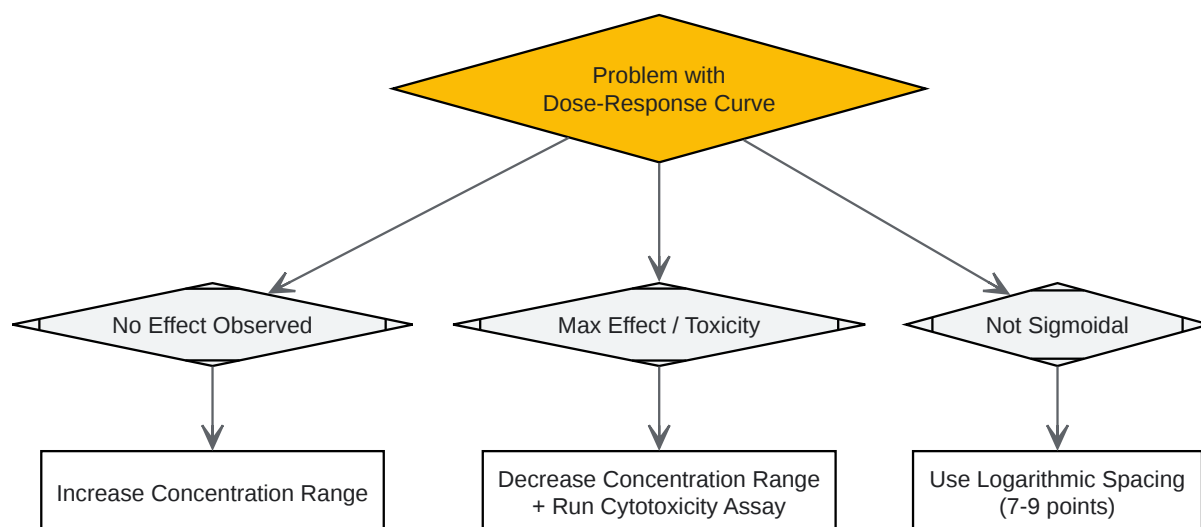 Problem with
Dose-Response Curve
No Effect Observed
Max Effect / Toxicity
Not Sigmoidal
Increase Concentration Range
Decrease Concentration Range
+ Run Cytotoxicity Assay
Use Logarithmic Spacing
(7-9 points)